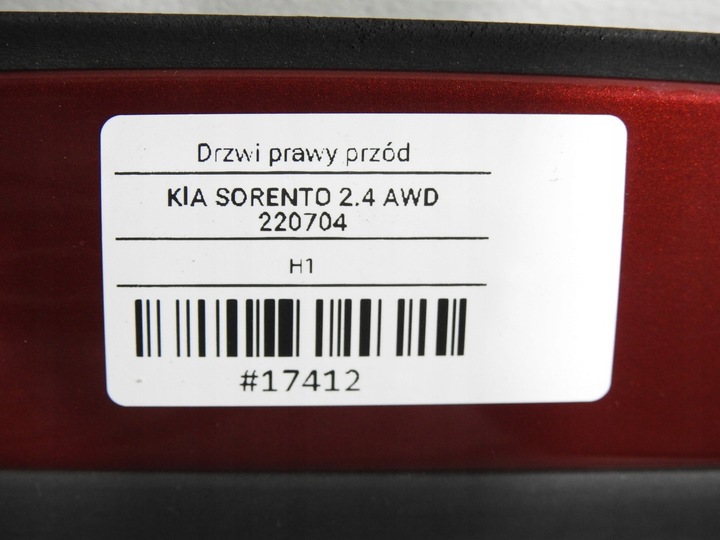 Drzwi prawy przód
KIA SORENTO 2.4 AWD
220704
H1
#17412